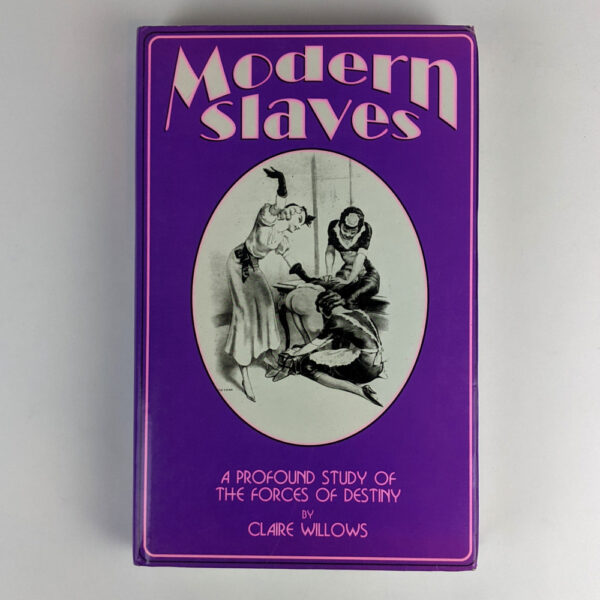 Modern
Slaves
A PROFOUND STUDY OF
THE FORCES OF DESTINY
BY
CLAIRE WILLOWS